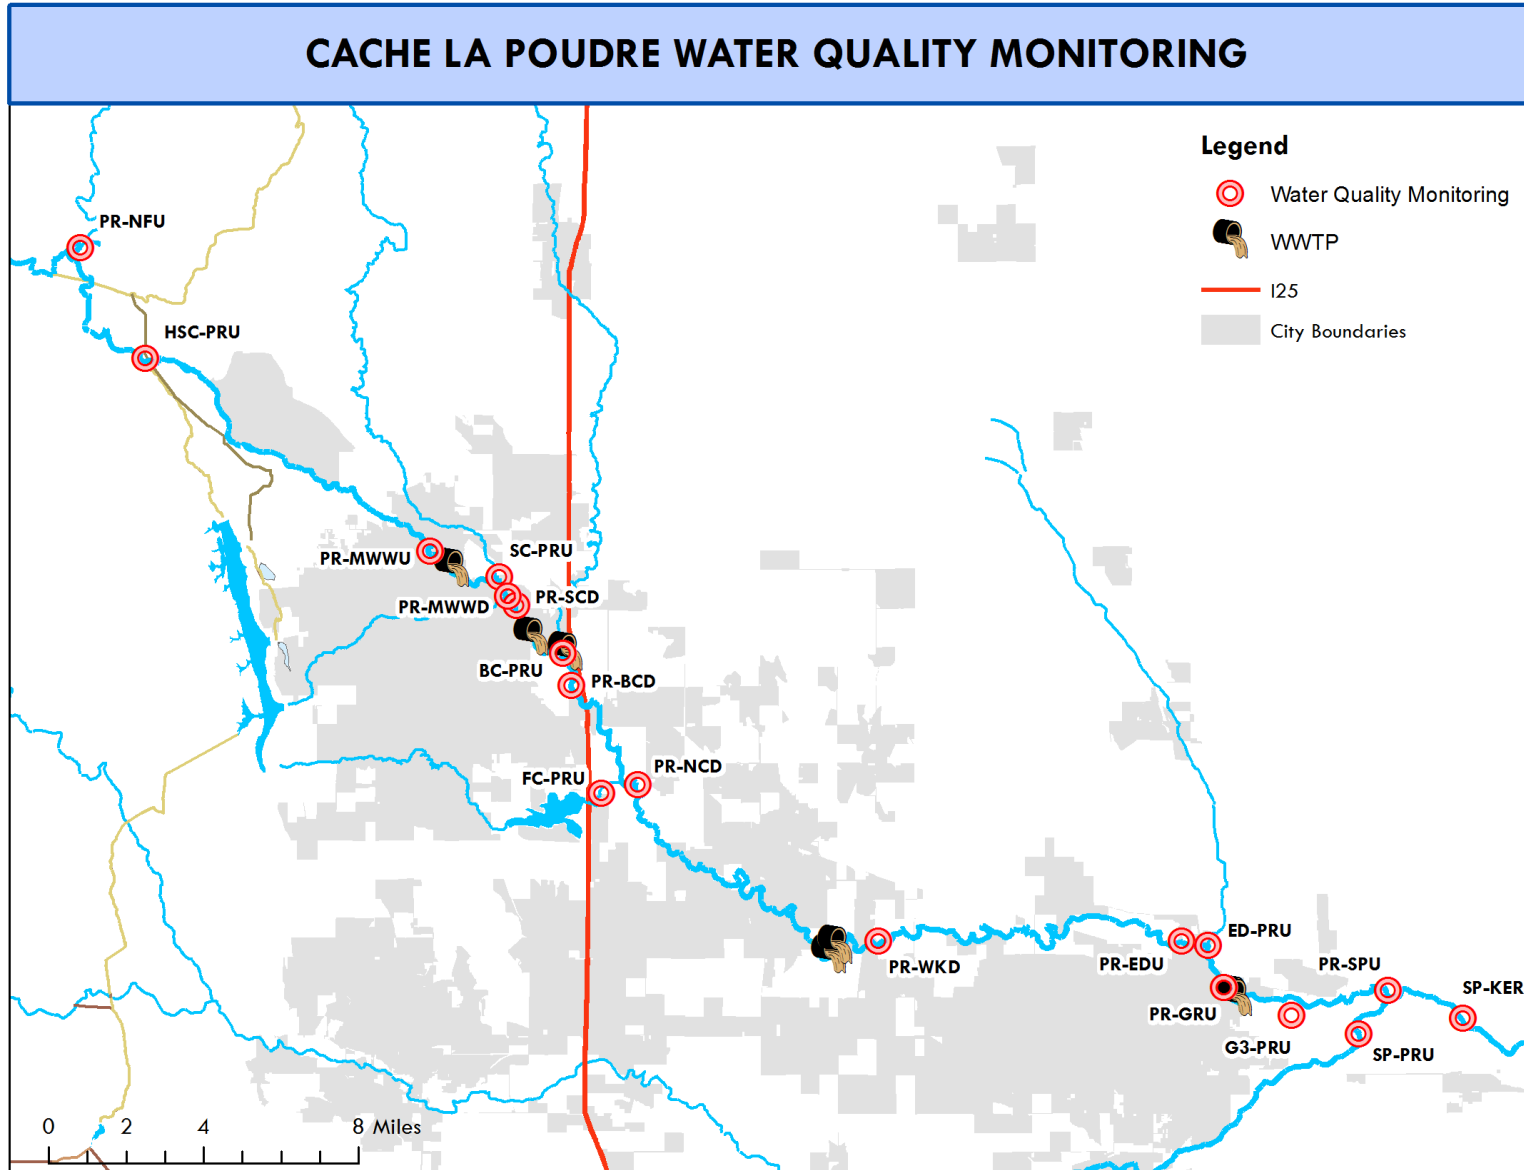 CACHE LA POUDRE WATER QUALITY MONITORING
Legend
Water Quality Monitoring
WWTP
I25
City Boundaries
PR-NFU
HSC-PRU
PR-MWWU
SC-PRU
PR-SCD
PR-MWWD
BC-PRU
PR-BCD
FC-PRU
PR-NCD
PR-WKD
PR-EDU
ED-PRU
PR-SPU
SP-KER
PR-GRU
G3-PRU
SP-PRU
0 2 4 8 Miles